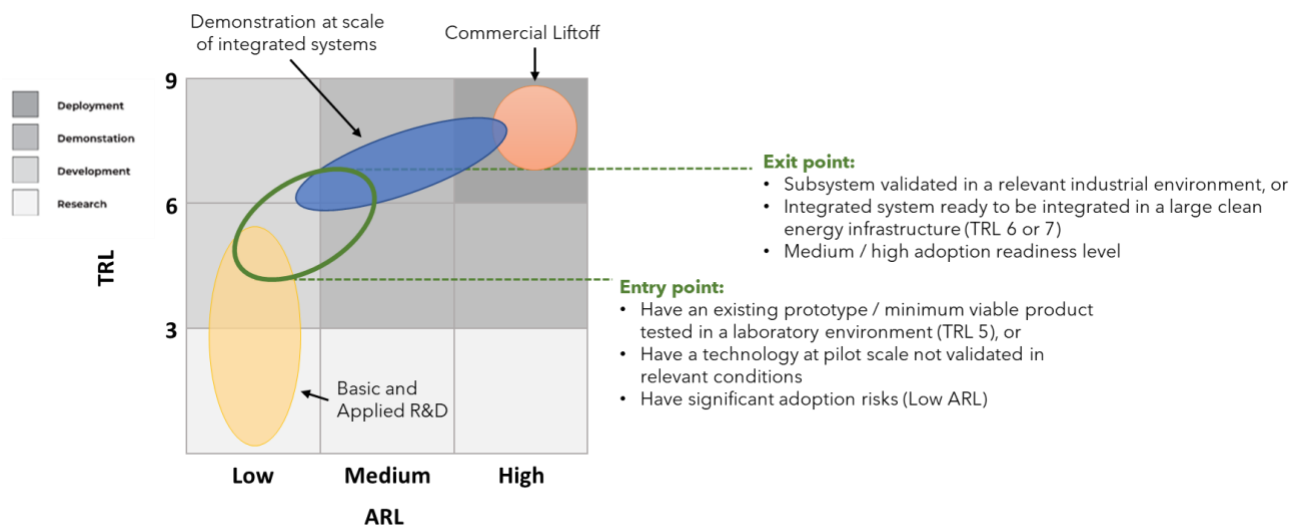 Demonstration at scale
of integrated systems
Commercial Liftoff
9
Deployment
Demonstation
Development
Research
6
3
TRL
Exit point:
• Subsystem validated in a relevant industrial environment, or
• Integrated system ready to be integrated in a large clean
energy infrastructure (TRL 6 or 7)
• Medium / high adoption readiness level
Entry point:
• Have an existing prototype / minimum viable product
tested in a laboratory environment (TRL 5), or
• Have a technology at pilot scale not validated in
relevant conditions
• Have significant adoption risks (Low ARL)
Basic and
Applied R&D
Low Medium High
ARL